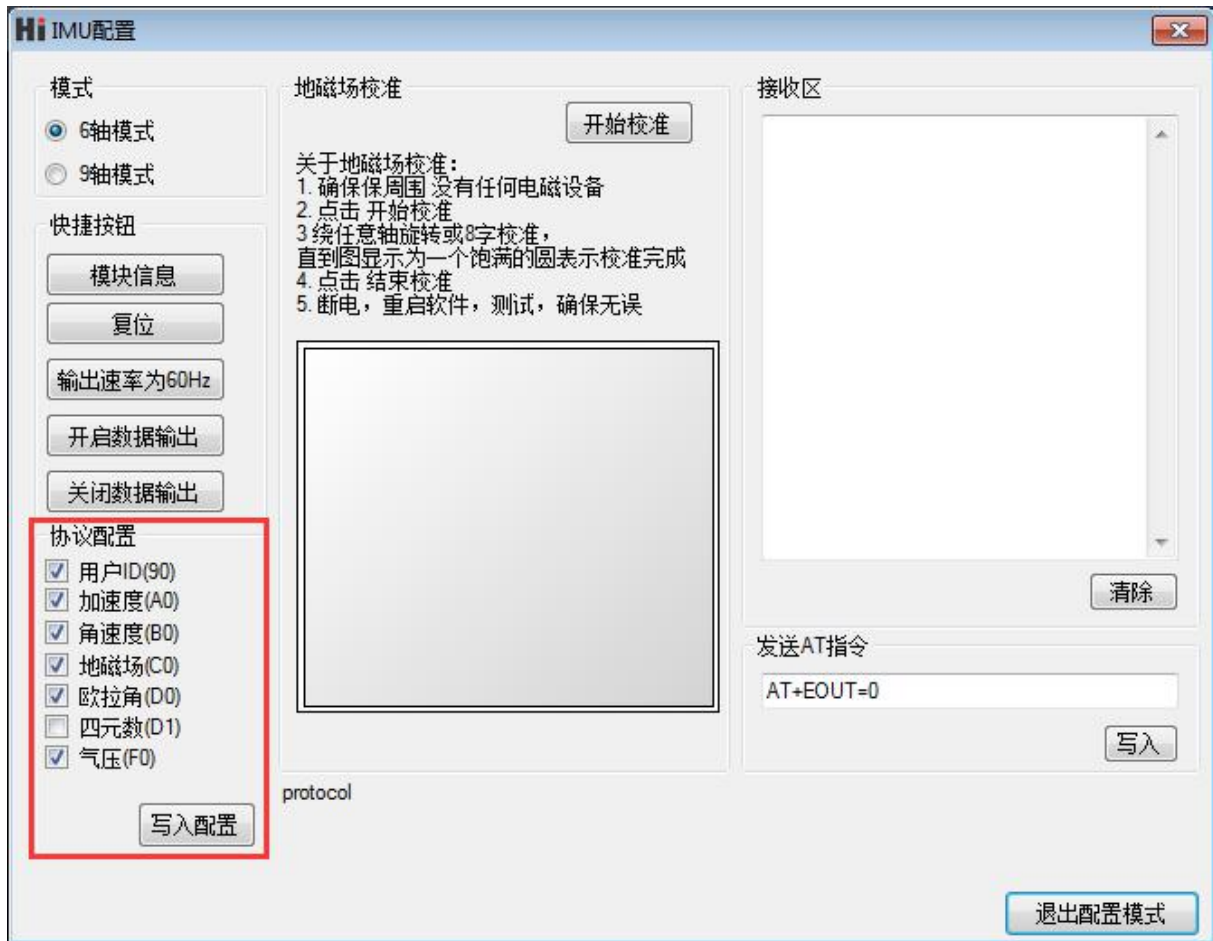 Hi IMU配置
模式
6轴模式
9轴模式
快捷按钮
模块信息
复位
输出速率为60Hz
开启数据输出
关闭数据输出
协议配置
用户ID(90)
加速度(A0)
角速度(B0)
地磁场(C0)
欧拉角(D0)
四元数(D1)
气压(F0)
写入配置
地磁场校准
开始校准
关于地磁场校准：
1. 确保保周围 没有任何电磁设备
2. 点击 开始校准
3 绕任意轴旋转或8字校准，
直到图显示为一个饱满的圆表示校准完成
4. 点击 结束校准
5. 断电，重启软件，测试，确保无误
protocol
接收区
清除
发送AT指令
AT+EOUT=0
写入
退出配置模式